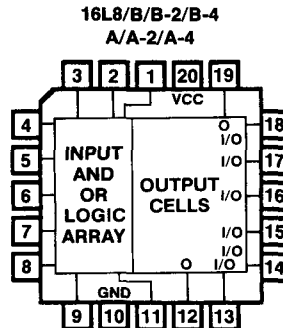 16L8/B/B-2/B-4
A/A-2/A-4
3 2 1 20 19
VCC
4 O 18
I/O
5 INPUT I/O 17
AND
6 OR OUTPUT I/O 16
LOGIC CELLS
7 ARRAY I/O 15
I/O
8 O I/O 14
GND
9 10 11 12 13